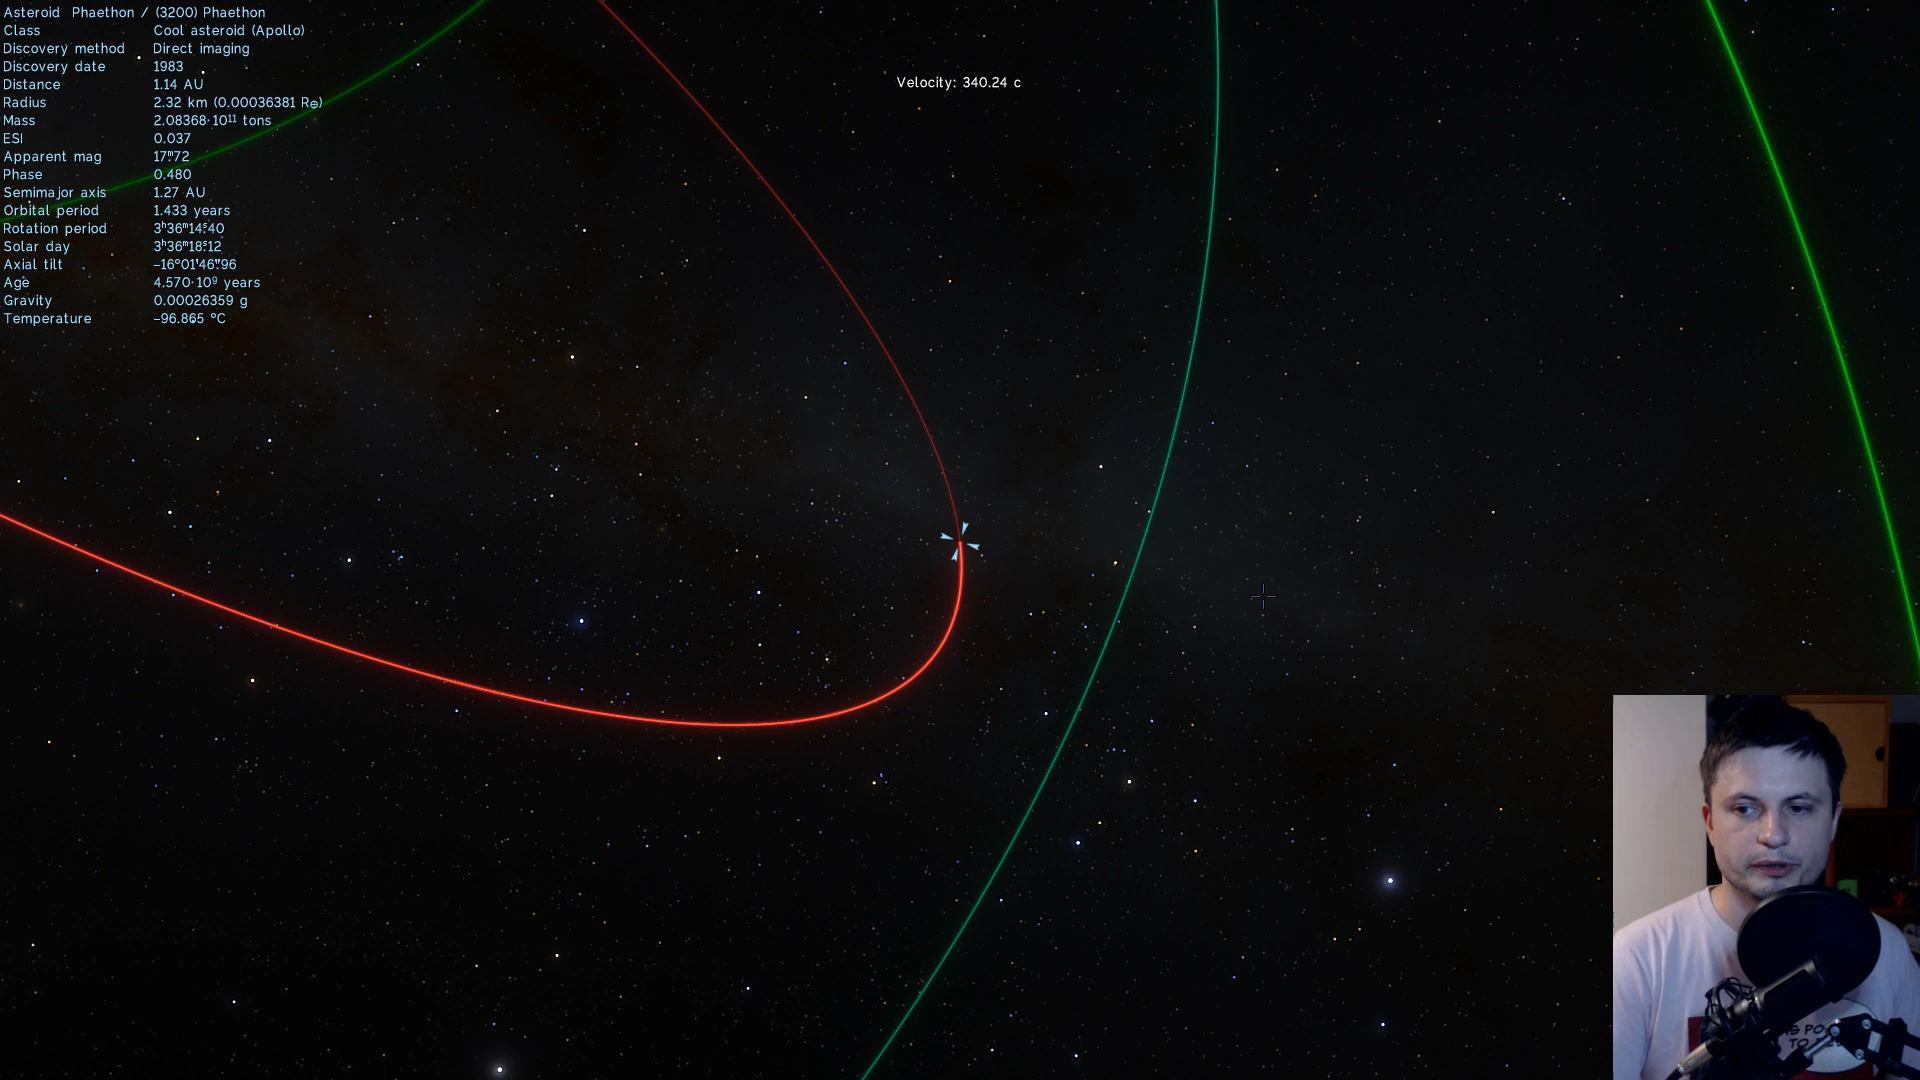 Asteroid Phaethon / (3200) Phaethon
Class Cool asteroid (Apollo)
Discovery method Direct imaging
Discovery date 1983
Distance 1.14 AU
Radius 2.32 km (0.00036381 R⊕)
Mass 2.08368·10¹¹ tons
ESI 0.037
Apparent mag 17ᵐ.72
Phase 0.480
Semimajor axis 1.27 AU
Orbital period 1.433 years
Rotation period 3ʰ36ᵐ14ˢ.40
Solar day 3ʰ36ᵐ18ˢ.12
Axial tilt −16°01'46".96
Age 4.570·10⁹ years
Gravity 0.00026359 g
Temperature −96.865 °C
Velocity: 340.24 c
TO